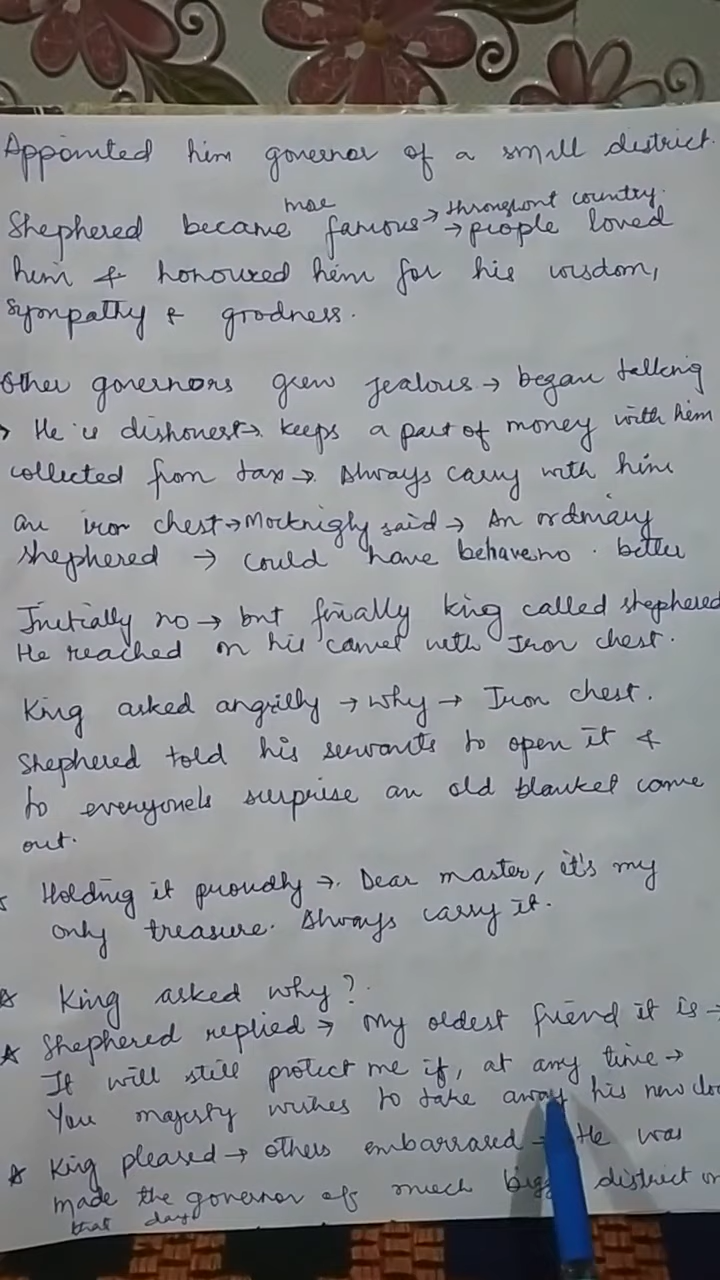 Appointed him governor of a small district.
Shephered became more famous → throughout country.
→ people loved
him & honoured him for his wisdom,
sympathy & goodness.
Other governors grew jealous → began talking
→ He is dishonest → keeps a part of money with him
collected from tax → Always carry with him
an iron chest → Mocknigly said → An ordinary
shephered → could have behave no better
Initially no → but finally king called shephered
He reached on his camel with Iron chest.
King asked angrily → why → Iron chest.
Shephered told his servants to open it &
to everyone's surprise an old blanket came
out.
Holding it proudly → Dear master, it's my
only treasure. Always carry it.
☆ King asked why?
☆ Shephered replied → My oldest friend it is →
It will still protect me if, at any time →
You majesty wishes to take away his new
☆ King pleased → others embarrased → He was
made the governor of much district
that day